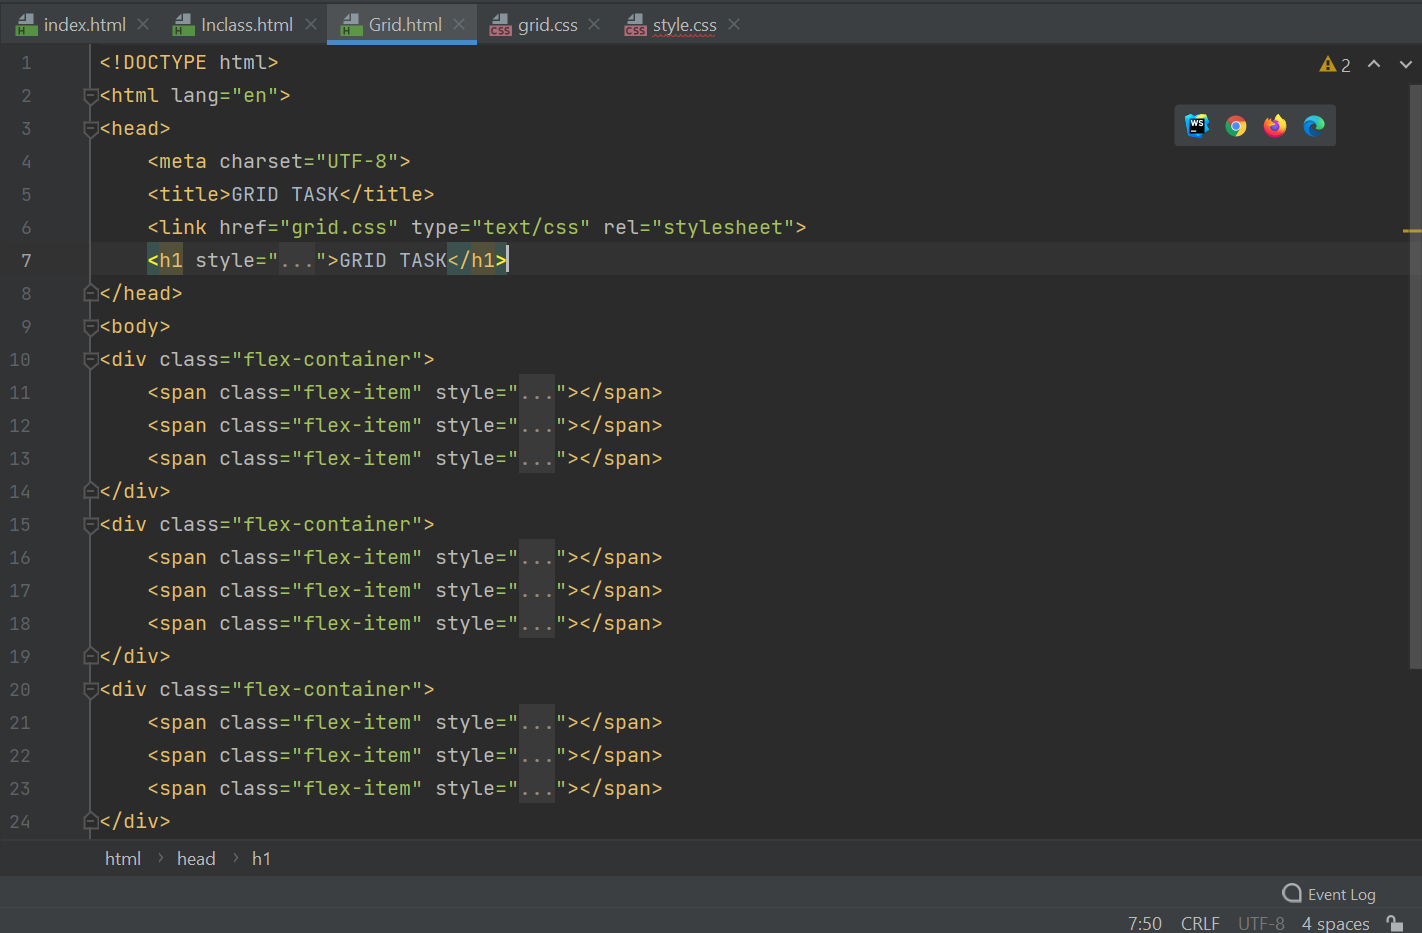 index.html Inclass.html Grid.html grid.css style.css
1 <!DOCTYPE html>
2 <html lang="en">
3 <head>
4     <meta charset="UTF-8">
5     <title>GRID TASK</title>
6     <link href="grid.css" type="text/css" rel="stylesheet">
7     <h1 style="...">GRID TASK</h1>
8 </head>
9 <body>
10 <div class="flex-container">
11     <span class="flex-item" style="..."></span>
12     <span class="flex-item" style="..."></span>
13     <span class="flex-item" style="..."></span>
14 </div>
15 <div class="flex-container">
16     <span class="flex-item" style="..."></span>
17     <span class="flex-item" style="..."></span>
18     <span class="flex-item" style="..."></span>
19 </div>
20 <div class="flex-container">
21     <span class="flex-item" style="..."></span>
22     <span class="flex-item" style="..."></span>
23     <span class="flex-item" style="..."></span>
24 </div>
2
WS
html › head › h1
Event Log
7:50 CRLF UTF-8 4 spaces